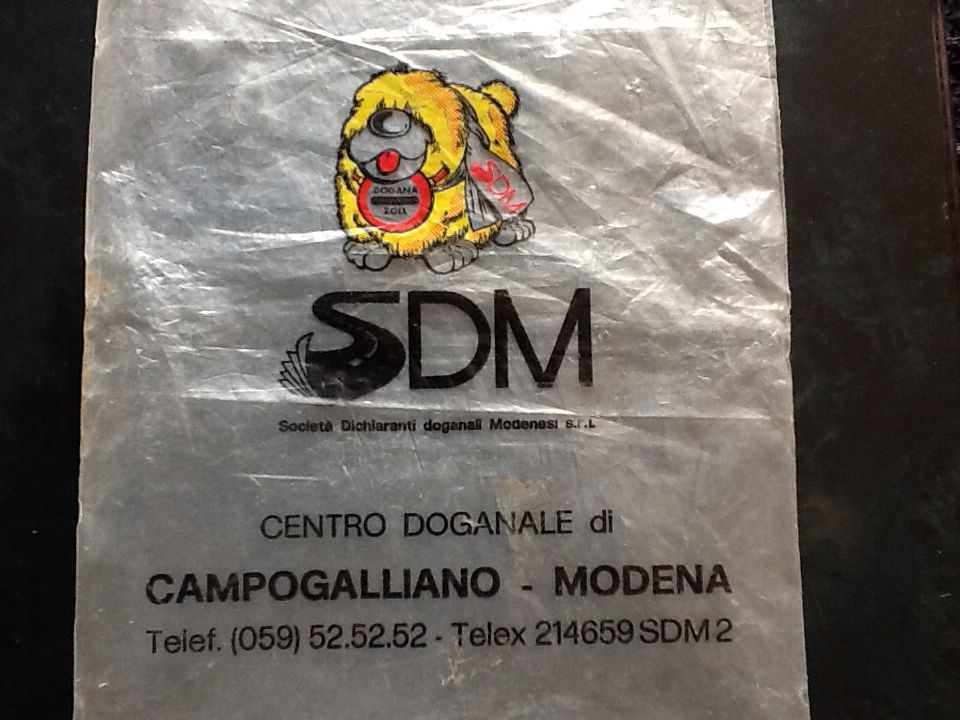 DOGANA
ZOLL
SDM
SDM
Società Dichiaranti doganali Modenesi s.r.l.
CENTRO DOGANALE di
CAMPOGALLIANO - MODENA
Telef. (059) 52.52.52 - Telex 214659 SDM 2